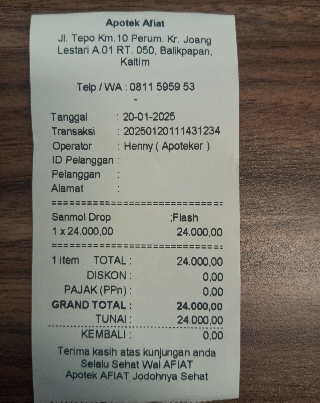 Apotek Afiat
Jl. Tepo Km.10 Perum. Kr. Joang
Lestari A.01 RT. 050, Balikpapan,
Kaltim
Telp / WA : 0811 5959 53
-
Tanggal : 20-01-2025
Transaksi : 20250120111431234
Operator : Henny ( Apoteker )
ID Pelanggan :
Pelanggan :
Alamat :
Sanmol Drop ;Flash
1 x 24.000,00 24.000,00
1 item TOTAL : 24.000,00
DISKON : 0,00
PAJAK (PPn) : 0,00
GRAND TOTAL : 24.000,00
TUNAI : 24.000,00
KEMBALI : 0,00
Terima kasih atas kunjungan anda
Selalu Sehat Wal AFIAT
Apotek AFIAT Jodohnya Sehat